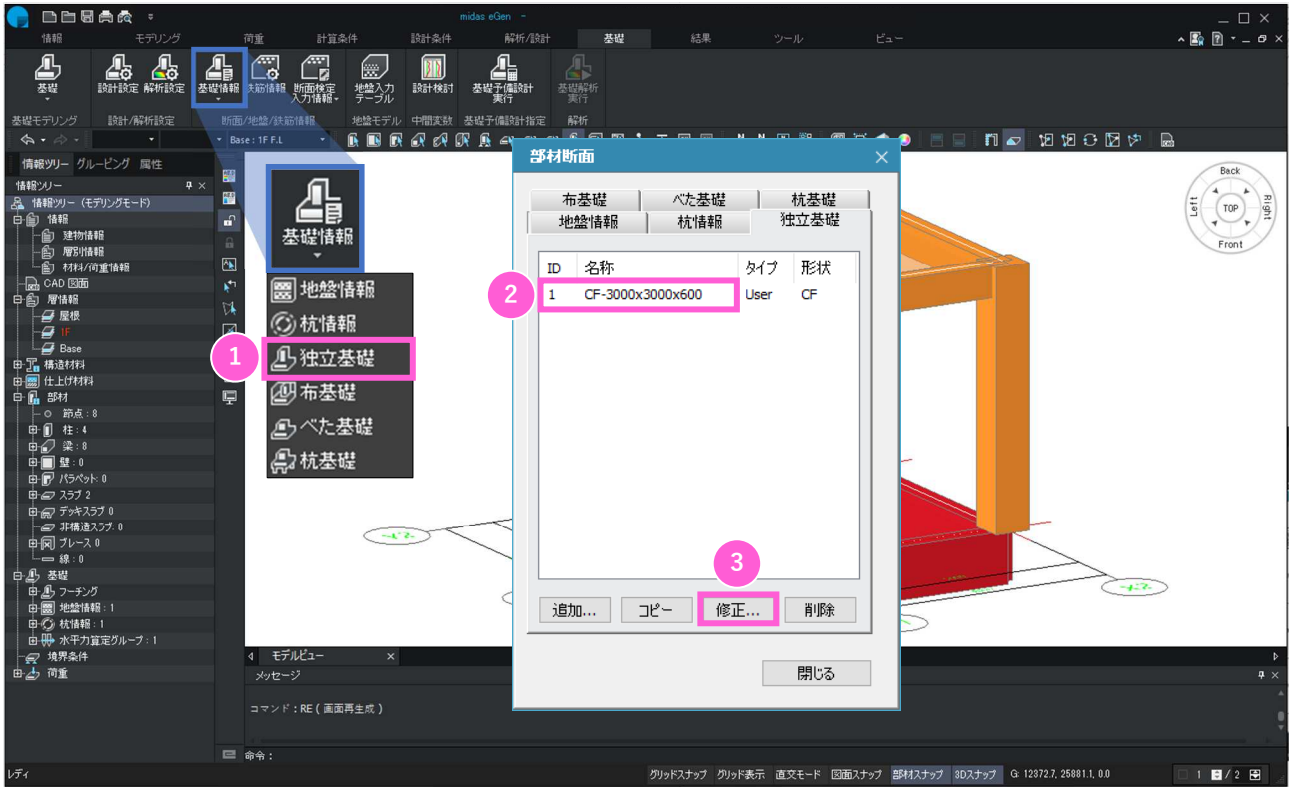 midas eGen -
情報 モデリング 荷重 計算条件 設計条件 解析/設計 基礎 結果 ツール ビュー
基礎 設計設定 解析設定 基礎情報 鉄筋情報 断面検定 地盤入力 設計検討 基礎予備設計 基礎解析
入力情報 テーブル 実行 実行
基礎モデリング 設計/解析設定 断面/地盤/鉄筋情報 地盤モデル 中間変数 基礎予備設計指定 解析
Base : 1F F.L
情報ツリー グルーピング 属性
情報ツリー
情報ツリー (モデリングモード)
情報
建物情報
層別情報
材料/荷重情報
CAD 図面
層情報
屋根
1F
Base
構造材料
仕上げ材料
部材
節点 : 8
柱 : 4
梁 : 8
壁 : 0
パラペット: 0
スラブ 2
デッキスラブ 0
非構造スラブ. 0
ブレース 0
線 : 0
基礎
フーチング
地盤情報 : 1
杭情報 : 1
水平力算定グループ : 1
境界条件
荷重
基礎情報
地盤情報
杭情報
1 独立基礎
布基礎
べた基礎
杭基礎
部材断面
布基礎 べた基礎 杭基礎
地盤情報 杭情報 独立基礎
ID 名称 タイプ 形状
2 1 CF-3000x3000x600 User CF
3
追加... コピー 修正... 削除
閉じる
Back
Left TOP Right
Front
モデルビュー
メッセージ
コマンド : RE ( 画面再生成 )
命令 :
レディ グリッドスナップ グリッド表示 直交モード 図面スナップ 部材スナップ 3Dスナップ G: 12372.7, 25881.1, 0.0 1 / 2